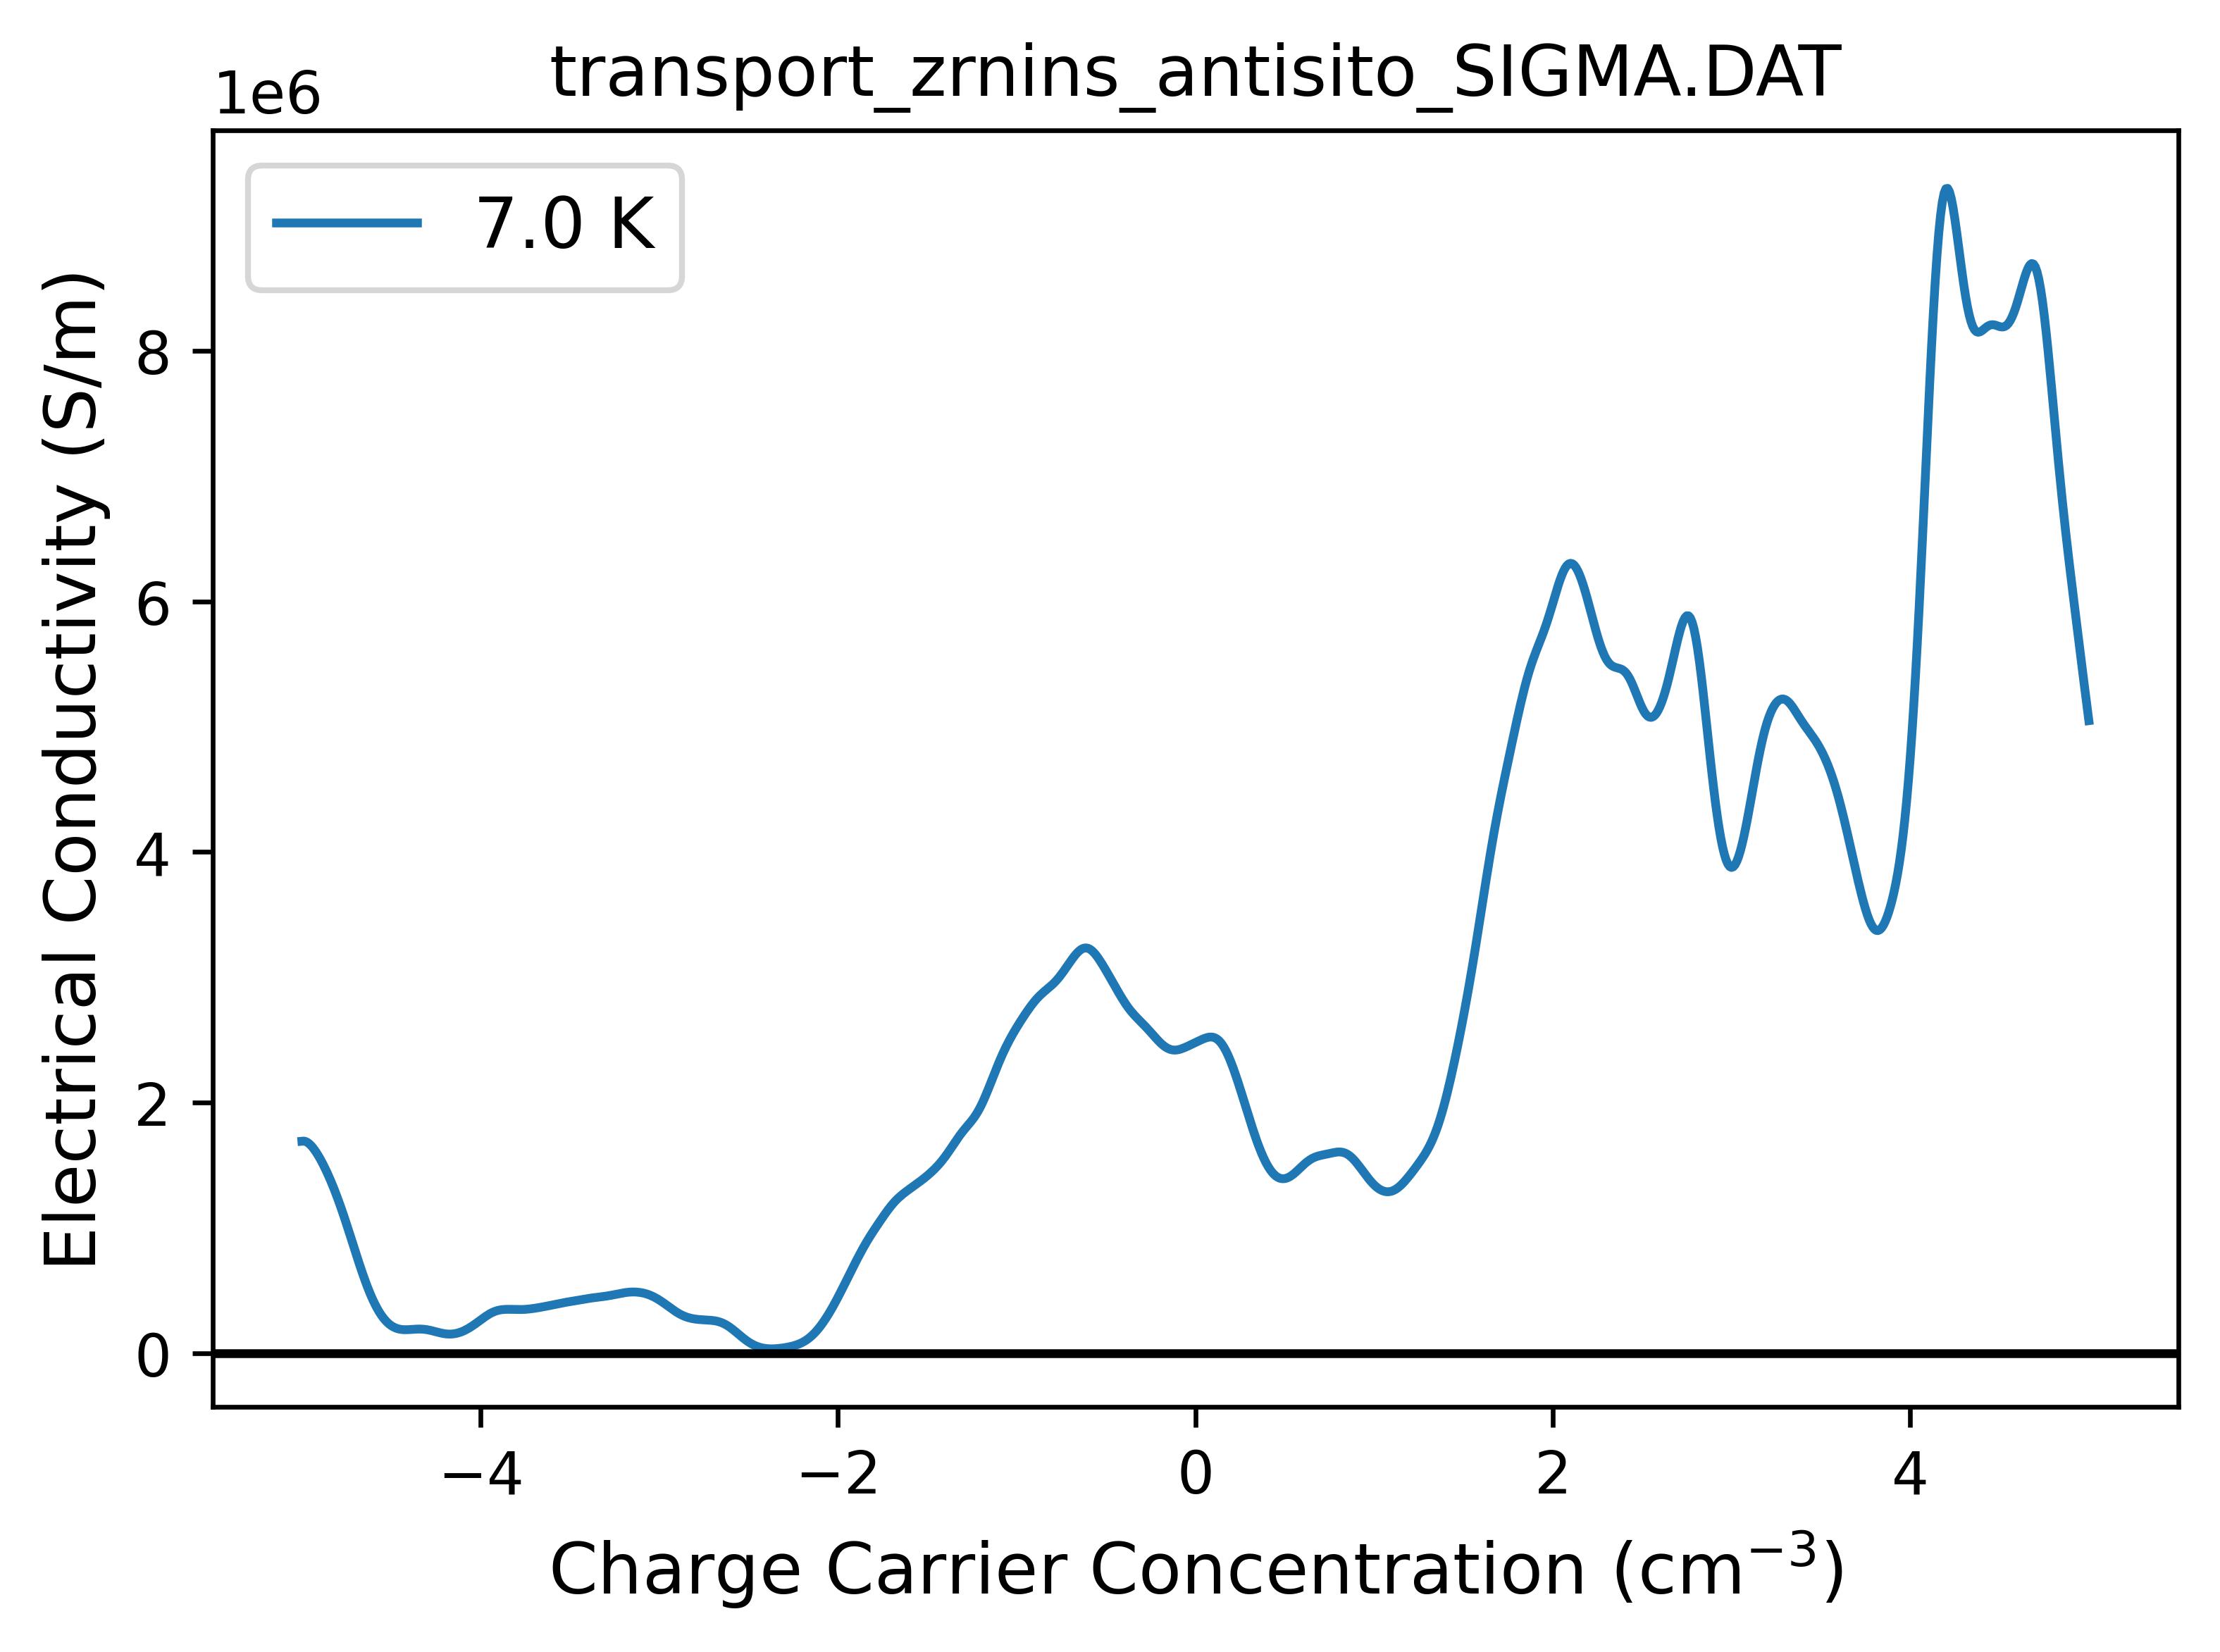 transport_zrnins_antisito_SIGMA.DAT
1e6
7.0 K
Electrical Conductivity (S/m)
8
6
4
2
0
−4
−2
0
2
4
Charge Carrier Concentration (cm⁻³)